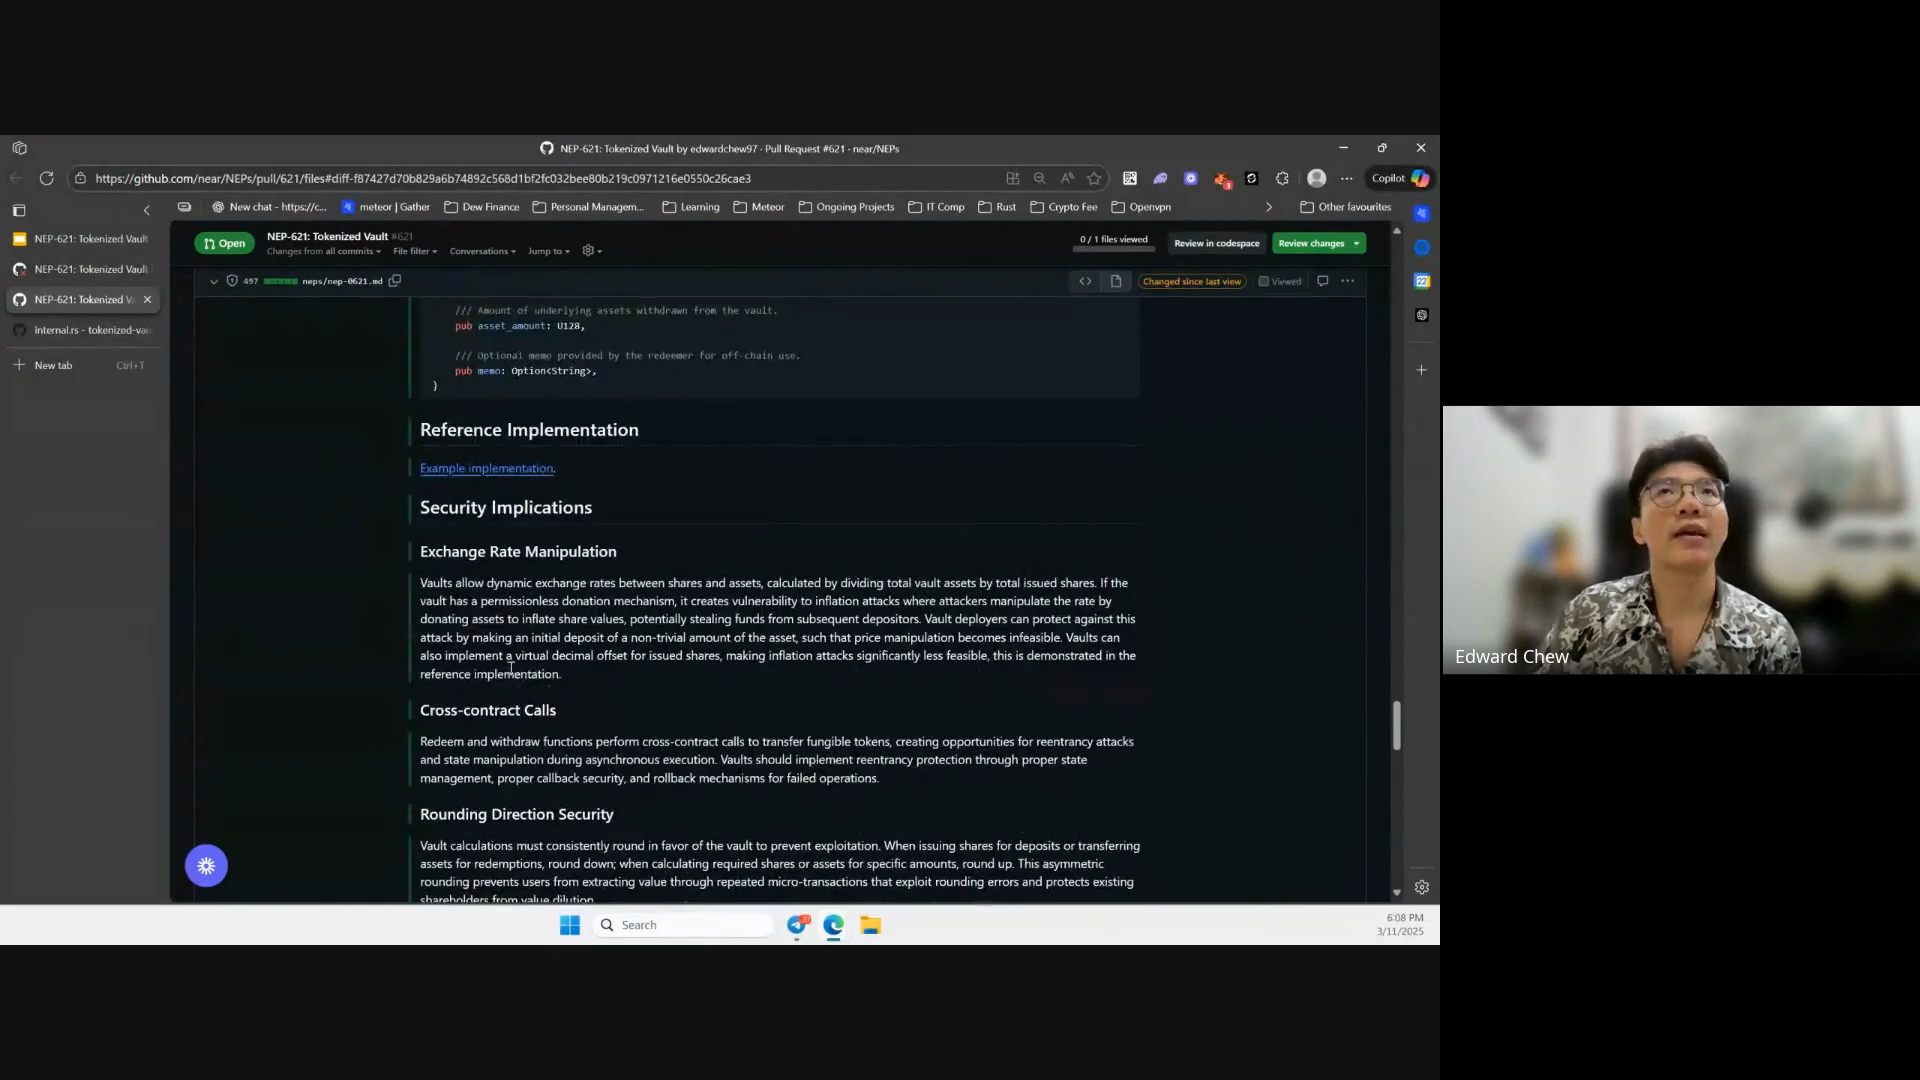 NEP-621: Tokenized Vault by edwardchew97 · Pull Request #621 · near/NEPs
https://github.com/near/NEPs/pull/621/files#diff-f87427d70b829a6b74892c568d1bf2fc032bee80b219c0971216e0550c26cae3
Copilot
New chat - https://c...
meteor | Gather
Dew Finance
Personal Managem...
Learning
Meteor
Ongoing Projects
IT Comp
Rust
Crypto Fee
Openvpn
Other favourites
NEP-621: Tokenized Vault
NEP-621: Tokenized Vault
NEP-621: Tokenized V
internal.rs - tokenized-vau
New tab
Ctrl+T
Open
NEP-621: Tokenized Vault #621
Changes from all commits
File filter
Conversations
Jump to
0 / 1 files viewed
Review in codespace
Review changes
497
neps/nep-0621.md
Changed since last view
Viewed
/// Amount of underlying assets withdrawn from the vault.
pub asset_amount: U128,
/// Optional memo provided by the redeemer for off-chain use.
pub memo: Option<String>,
}
Reference Implementation
Example implementation.
Security Implications
Exchange Rate Manipulation
Vaults allow dynamic exchange rates between shares and assets, calculated by dividing total vault assets by total issued shares. If the
vault has a permissionless donation mechanism, it creates vulnerability to inflation attacks where attackers manipulate the rate by
donating assets to inflate share values, potentially stealing funds from subsequent depositors. Vault deployers can protect against this
attack by making an initial deposit of a non-trivial amount of the asset, such that price manipulation becomes infeasible. Vaults can
also implement a virtual decimal offset for issued shares, making inflation attacks significantly less feasible, this is demonstrated in the
reference implementation.
Cross-contract Calls
Redeem and withdraw functions perform cross-contract calls to transfer fungible tokens, creating opportunities for reentrancy attacks
and state manipulation during asynchronous execution. Vaults should implement reentrancy protection through proper state
management, proper callback security, and rollback mechanisms for failed operations.
Rounding Direction Security
Vault calculations must consistently round in favor of the vault to prevent exploitation. When issuing shares for deposits or transferring
assets for redemptions, round down; when calculating required shares or assets for specific amounts, round up. This asymmetric
rounding prevents users from extracting value through repeated micro-transactions that exploit rounding errors and protects existing
shareholders from value dilution.
Search
6:08 PM
3/11/2025
Edward Chew